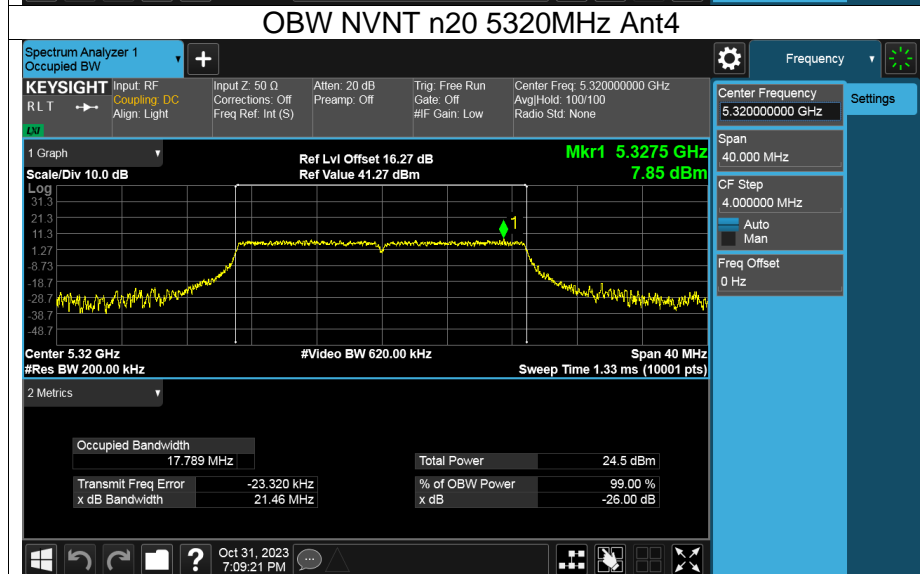 OBW NVNT n20 5320MHz Ant4
Spectrum Analyzer 1
Occupied BW
+
Frequency
KEYSIGHT
RLT
LXI
Input: RF
Coupling: DC
Align: Light
Input Z: 50 Ω
Corrections: Off
Freq Ref: Int (S)
Atten: 20 dB
Preamp: Off
Trig: Free Run
Gate: Off
#IF Gain: Low
Center Freq: 5.320000000 GHz
Avg|Hold: 100/100
Radio Std: None
Center Frequency
5.320000000 GHz
Settings
Span
40.000 MHz
CF Step
4.000000 MHz
Auto
Man
Freq Offset
0 Hz
1 Graph
Scale/Div 10.0 dB
Ref Lvl Offset 16.27 dB
Ref Value 41.27 dBm
Mkr1 5.3275 GHz
7.85 dBm
Log
31.3
21.3
11.3
1.27
-8.73
-18.7
-28.7
-38.7
-48.7
1
Center 5.32 GHz
#Video BW 620.00 kHz
Span 40 MHz
#Res BW 200.00 kHz
Sweep Time 1.33 ms (10001 pts)
2 Metrics
Occupied Bandwidth
17.789 MHz
Total Power 24.5 dBm
Transmit Freq Error -23.320 kHz
% of OBW Power 99.00 %
x dB Bandwidth 21.46 MHz
x dB -26.00 dB
?
Oct 31, 2023
7:09:21 PM